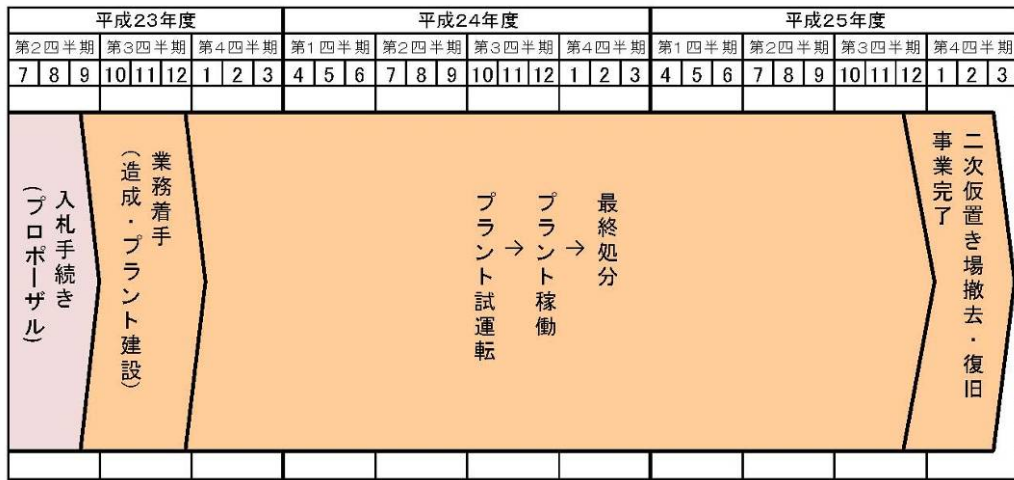 平成23年度 平成24年度 平成25年度
第2四半期 第3四半期 第4四半期 第1四半期 第2四半期 第3四半期 第4四半期 第1四半期 第2四半期 第3四半期 第4四半期
7 8 9 10 11 12 1 2 3 4 5 6 7 8 9 10 11 12 1 2 3 4 5 6 7 8 9 10 11 12 1 2 3
入札手続き
(プロポーザル)
業務着手
(造成・プラント建設)
プラント試運転
→
プラント稼働
→
最終処分
二次仮置き場撤去・復旧
事業完了